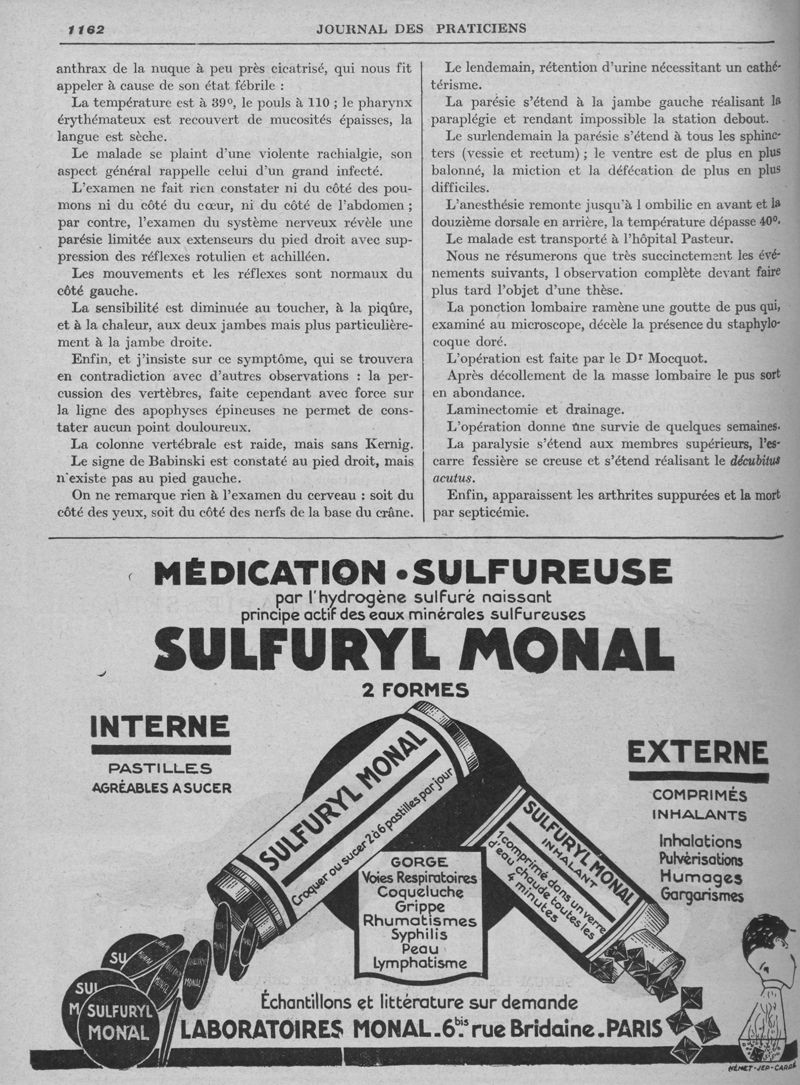 1162
JOURNAL DES PRATICIENS
anthrax de la nuque à peu près cicatrisé, qui nous fit
appeler à cause de son état fébrile :
La température est à 39º, le pouls à 110 ; le pharynx
érythémateux est recouvert de mucosités épaisses, la
langue est sèche.
Le malade se plaint d'une violente rachialgie, son
aspect général rappelle celui d'un grand infecté.
L'examen ne fait rien constater ni du côté des pou-
mons ni du côté du cœur, ni du côté de l'abdomen ;
par contre, l'examen du système nerveux révèle une
parésie limitée aux extenseurs du pied droit avec sup-
pression des réflexes rotulien et achilléen.
Les mouvements et les réflexes sont normaux du
côté gauche.
La sensibilité est diminuée au toucher, à la piqûre,
et à la chaleur, aux deux jambes mais plus particulière-
ment à la jambe droite.
Enfin, et j'insiste sur ce symptôme, qui se trouvera
en contradiction avec d'autres observations : la per-
cussion des vertèbres, faite cependant avec force sur
la ligne des apophyses épineuses ne permet de cons-
tater aucun point douloureux.
La colonne vertébrale est raide, mais sans Kernig.
Le signe de Babinski est constaté au pied droit, mais
n'existe pas au pied gauche.
On ne remarque rien à l'examen du cerveau : soit du
côté des yeux, soit du côté des nerfs de la base du crâne.
Le lendemain, rétention d'urine nécessitant un cathé-
térisme.
La parésie s'étend à la jambe gauche réalisant la
paraplégie et rendant impossible la station debout.
Le surlendemain la parésie s'étend à tous les sphinc-
ters (vessie et rectum) ; le ventre est de plus en plus
balonné, la miction et la défécation de plus en plus
difficiles.
L'anesthésie remonte jusqu'à l ombilie en avant et la
douzième dorsale en arrière, la température dépasse 40º.
Le malade est transporté à l'hôpital Pasteur.
Nous ne résumerons que très succinctement les évé-
nements suivants, l observation complète devant faire
plus tard l'objet d'une thèse.
La ponction lombaire ramène une goutte de pus qui,
examiné au microscope, décèle la présence du staphylo-
coque doré.
L'opération est faite par le Dr Mocquot.
Après décollement de la masse lombaire le pus sort
en abondance.
Laminectomie et drainage.
L'opération donne une survie de quelques semaines.
La paralysie s'étend aux membres supérieurs, l'es-
carre fessière se creuse et s'étend réalisant le décubitus
acutus.
Enfin, apparaissent les arthrites suppurées et la mort
par septicémie.
MÉDICATION • SULFUREUSE
par l'hydrogène sulfuré naissant
principe actif des eaux minérales sulfureuses
SULFURYL MONAL
2 FORMES
INTERNE
PASTILLES
AGRÉABLES A SUCER
EXTERNE
COMPRIMÉS
INHALANTS
Inhalations
Pulvérisations
Humages
Gargarismes
SULFURYL MONAL
Croquer ou sucer 2 à 6 pastilles par jour
SULFURYL MONAL
INHALANT
1 comprimé dans un verre
d'eau chaude toutes les
4 minutes
GORGE
Voies Respiratoires
Coqueluche
Grippe
Rhumatismes
Syphilis
Peau
Lymphatisme
SU
MONAL
SUL
M
SULFURYL
MONAL
Échantillons et littérature sur demande
LABORATOIRES MONAL_6bis rue Bridaine_PARIS
NÉMET-JEP-CARRÉ